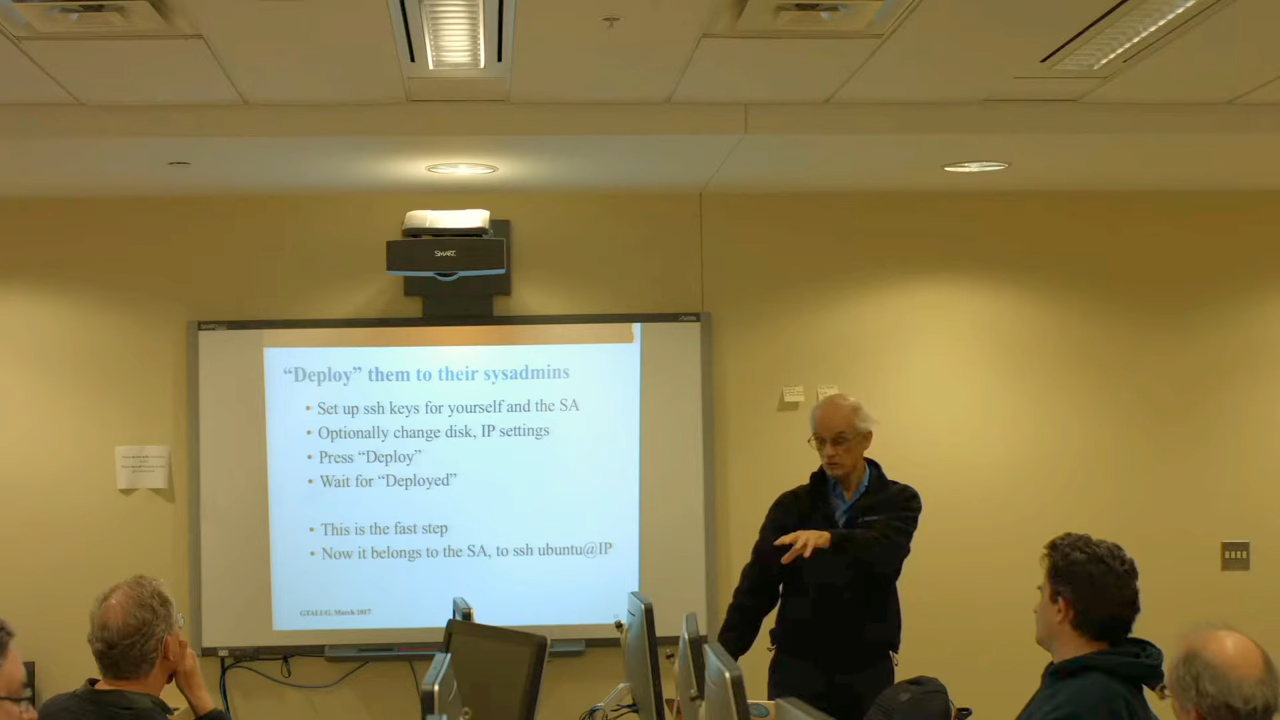 SMART
“Deploy” them to their sysadmins
• Set up ssh keys for yourself and the SA
• Optionally change disk, IP settings
• Press “Deploy”
• Wait for “Deployed”
• This is the fast step
• Now it belongs to the SA, to ssh ubuntu@IP
GTALUG, March 2017